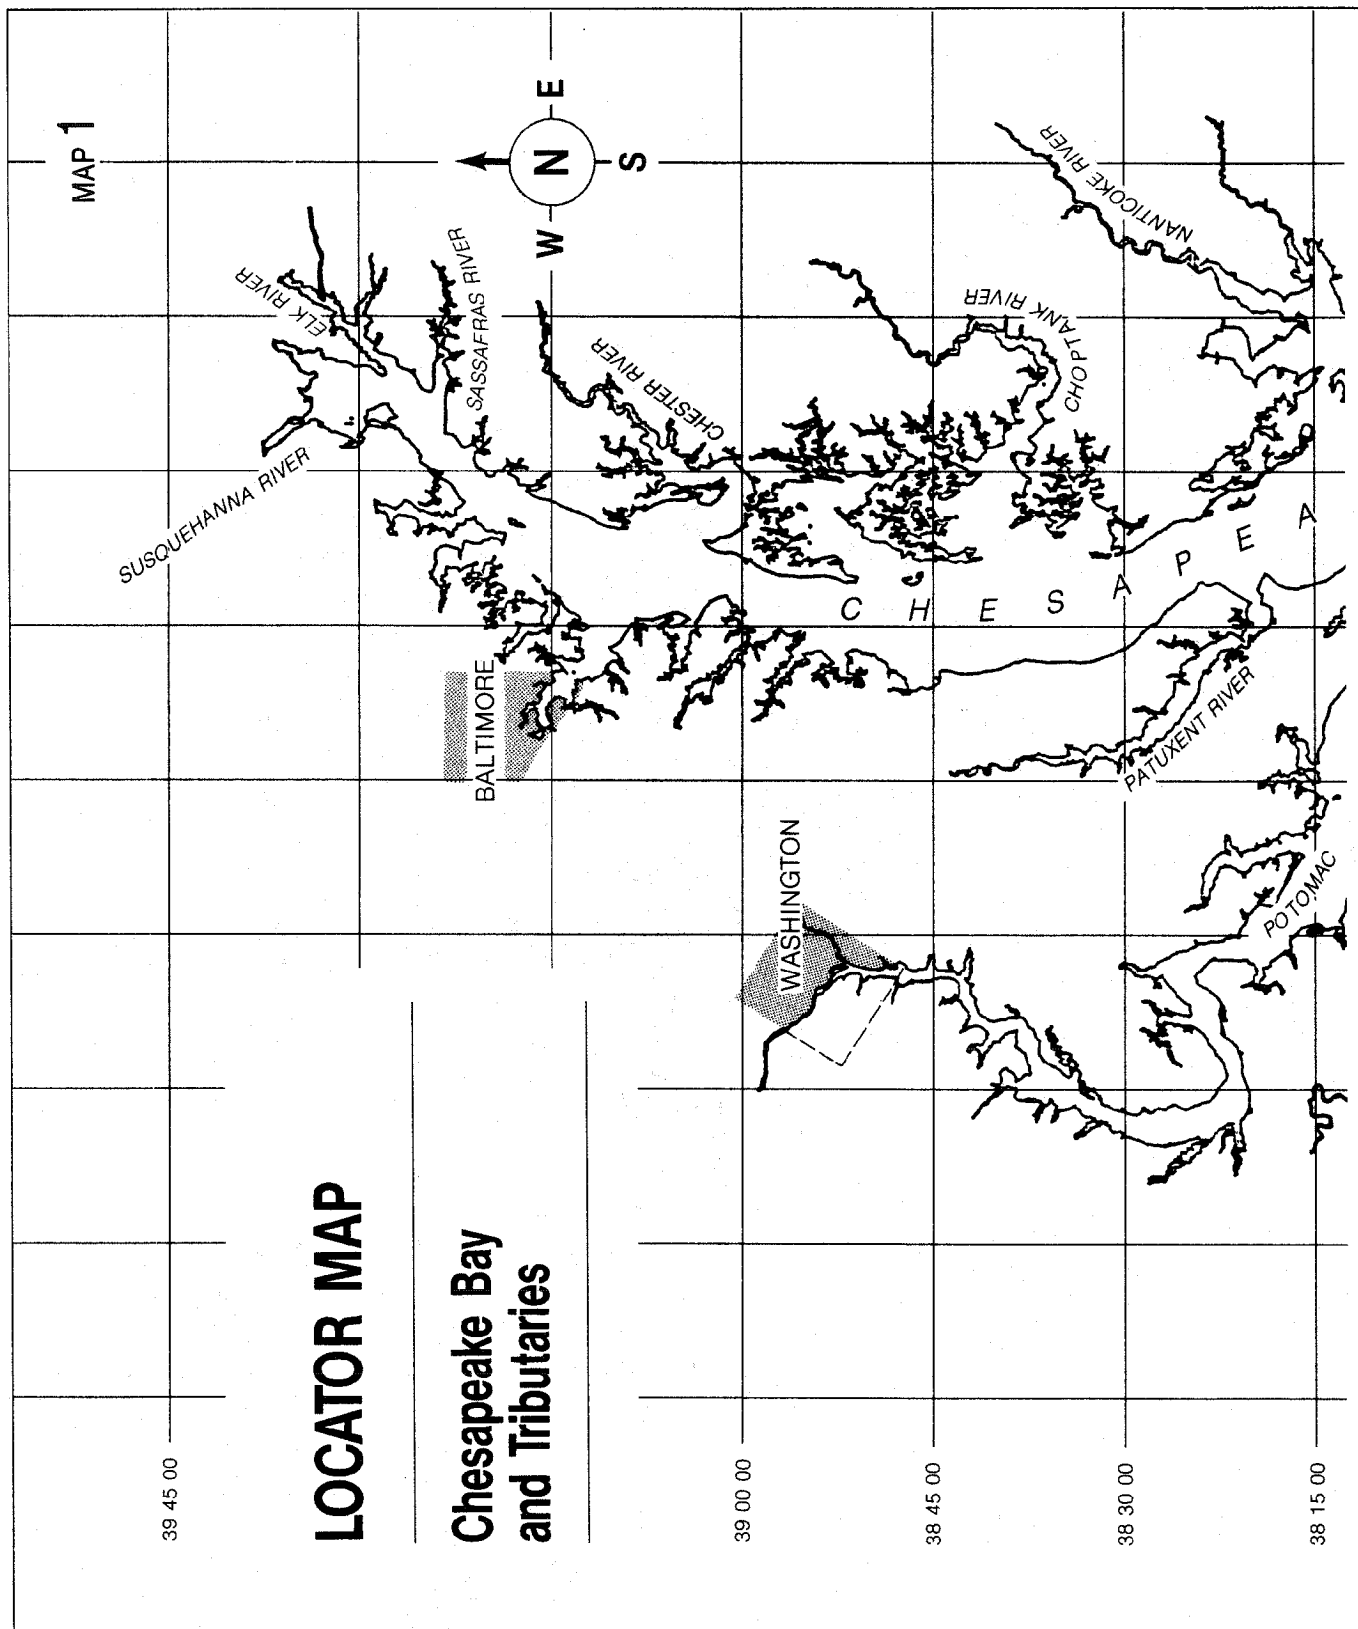 MAP 1
N
W
E
S
ELK RIVER
SASSAFRAS RIVER
SUSQUEHANNA RIVER
CHESTER RIVER
NANTICOKE RIVER
CHOPTANK RIVER
BALTIMORE
WASHINGTON
CHESAPEA
PATUXENT RIVER
POTOMAC
LOCATOR MAP
Chesapeake Bay
and Tributaries
39 45 00
39 00 00
38 45 00
38 30 00
38 15 00